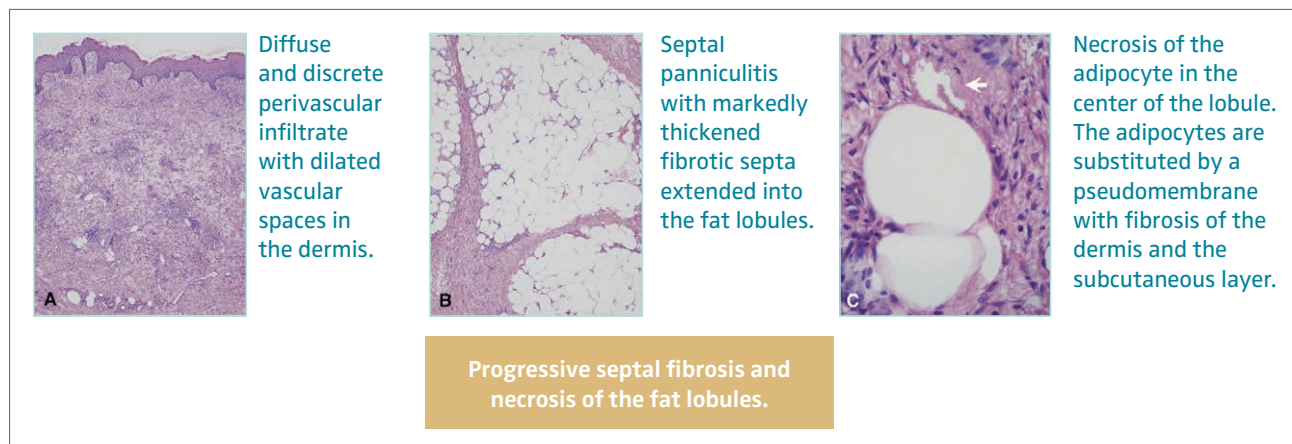 A
Diffuse
and discrete
perivascular
infiltrate
with dilated
vascular
spaces in
the dermis.
B
Septal
panniculitis
with markedly
thickened
fibrotic septa
extended into
the fat lobules.
C
Necrosis of the
adipocyte in the
center of the lobule.
The adipocytes are
substituted by a
pseudomembrane
with fibrosis of the
dermis and the
subcutaneous layer.
Progressive septal fibrosis and
necrosis of the fat lobules.